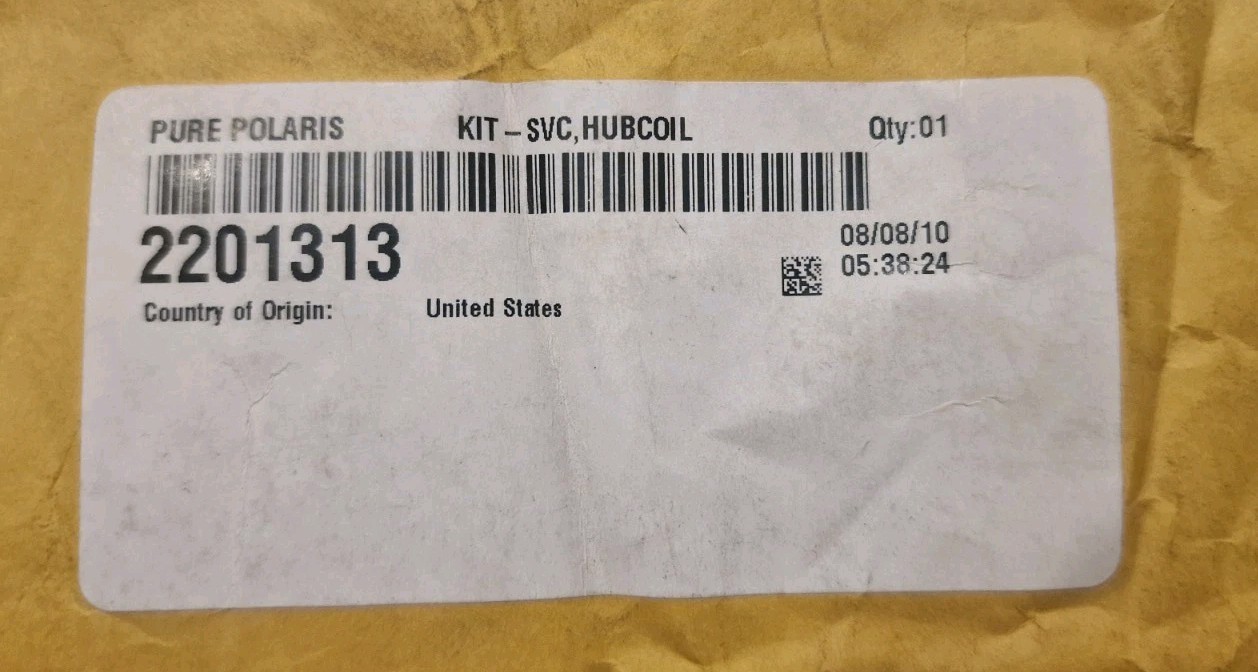 PURE POLARIS KIT-SVC,HUBCOIL Qty:01
2201313
08/08/10
05:38:24
Country of Origin: United States